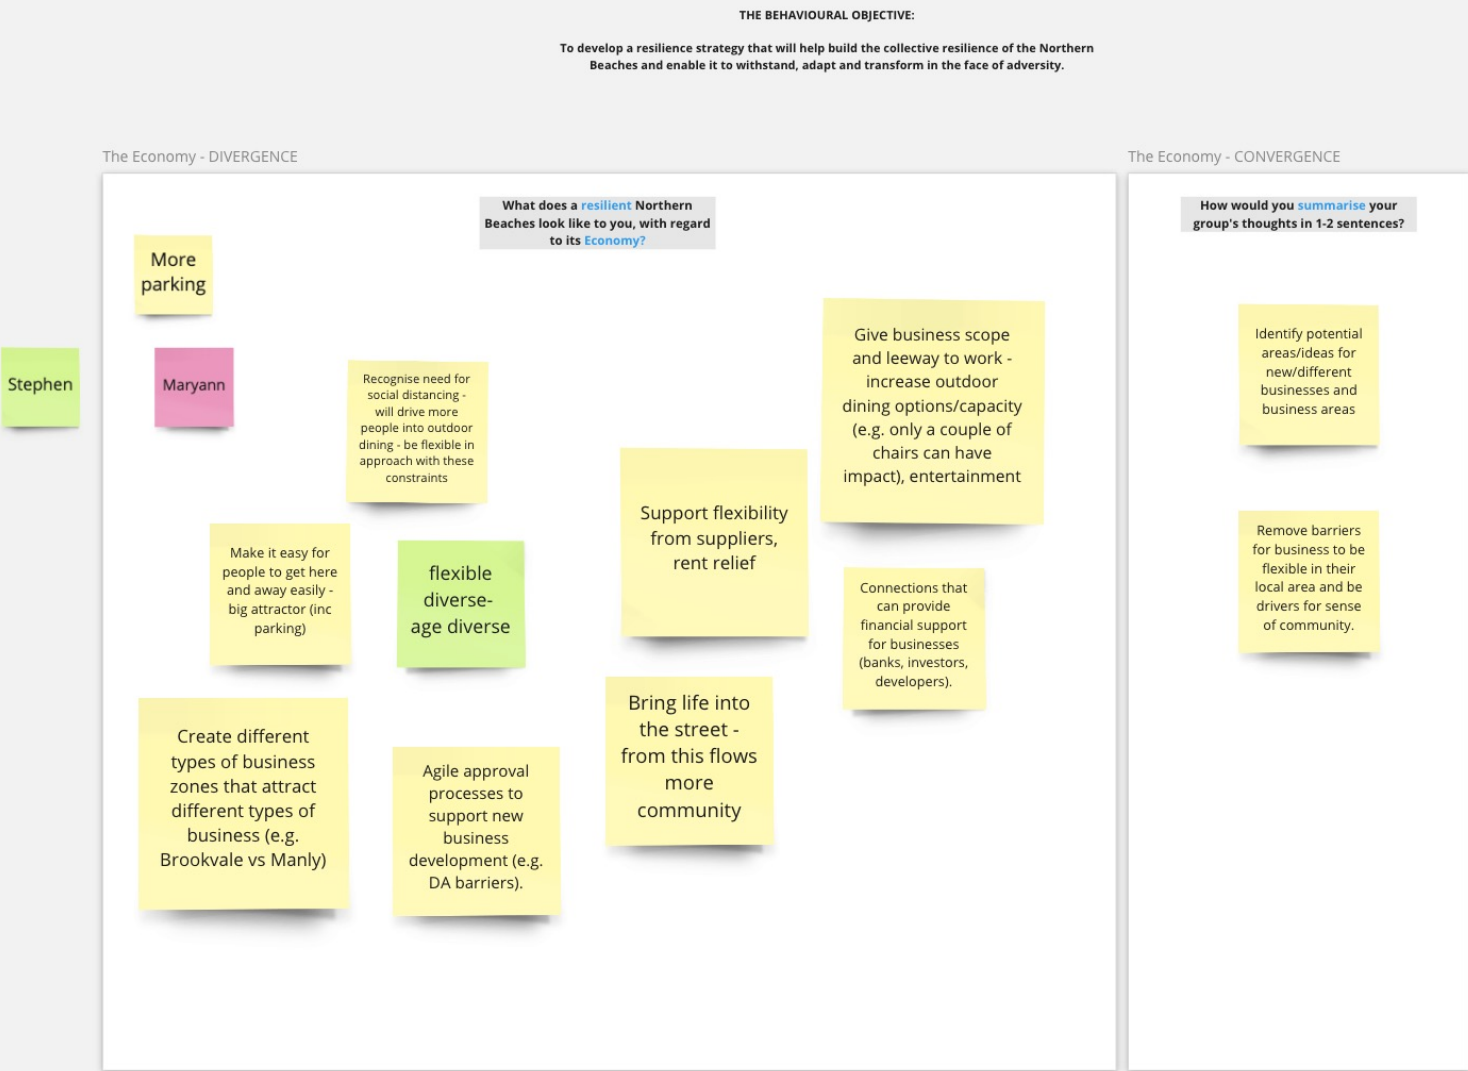 THE BEHAVIOURAL OBJECTIVE:
To develop a resilience strategy that will help build the collective resilience of the Northern
Beaches and enable it to withstand, adapt and transform in the face of adversity.
The Economy - DIVERGENCE
What does a resilient Northern
Beaches look like to you, with regard
to its Economy?
More
parking
Stephen
Maryann
Recognise need for
social distancing -
will drive more
people into outdoor
dining - be flexible in
approach with these
constraints
Give business scope
and leeway to work -
increase outdoor
dining options/capacity
(e.g. only a couple of
chairs can have
impact), entertainment
Support flexibility
from suppliers,
rent relief
Make it easy for
people to get here
and away easily -
big attractor (inc
parking)
flexible
diverse-
age diverse
Connections that
can provide
financial support
for businesses
(banks, investors,
developers).
Create different
types of business
zones that attract
different types of
business (e.g.
Brookvale vs Manly)
Agile approval
processes to
support new
business
development (e.g.
DA barriers).
Bring life into
the street -
from this flows
more
community
The Economy - CONVERGENCE
How would you summarise your
group's thoughts in 1-2 sentences?
Identify potential
areas/ideas for
new/different
businesses and
business areas
Remove barriers
for business to be
flexible in their
local area and be
drivers for sense
of community.